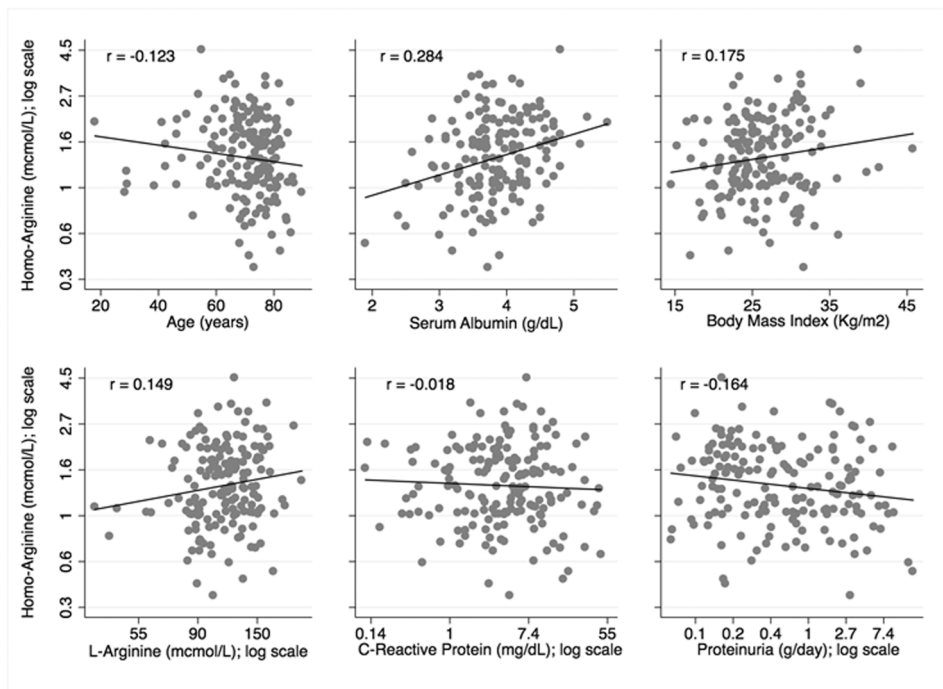 Homo-Arginine (mcmol/L); log scale
4.5
2.7
1.6
1
0.6
0.3
r = -0.123
20 40 60 80
Age (years)
r = 0.284
2 3 4 5
Serum Albumin (g/dL)
r = 0.175
15 25 35 45
Body Mass Index (Kg/m2)
Homo-Arginine (mcmol/L); log scale
4.5
2.7
1.6
1
0.6
0.3
r = 0.149
55 90 150
L-Arginine (mcmol/L); log scale
r = -0.018
0.14 1 7.4 55
C-Reactive Protein (mg/dL); log scale
r = -0.164
0.1 0.2 0.4 1 2.7 7.4
Proteinuria (g/day); log scale